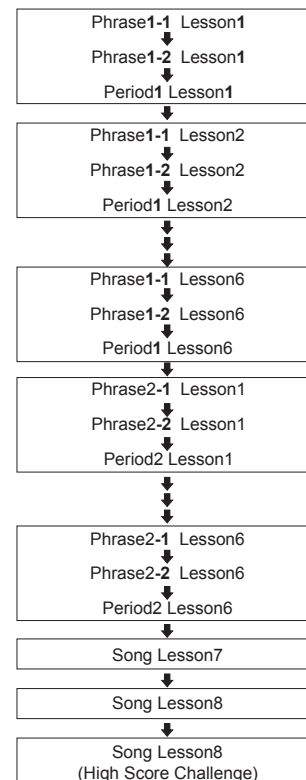 Phrase1-1 Lesson1
Phrase1-2 Lesson1
Period1 Lesson1
Phrase1-1 Lesson2
Phrase1-2 Lesson2
Period1 Lesson2
Phrase1-1 Lesson6
Phrase1-2 Lesson6
Period1 Lesson6
Phrase2-1 Lesson1
Phrase2-2 Lesson1
Period2 Lesson1
Phrase2-1 Lesson6
Phrase2-2 Lesson6
Period2 Lesson6
Song Lesson7
Song Lesson8
Song Lesson8
(High Score Challenge)